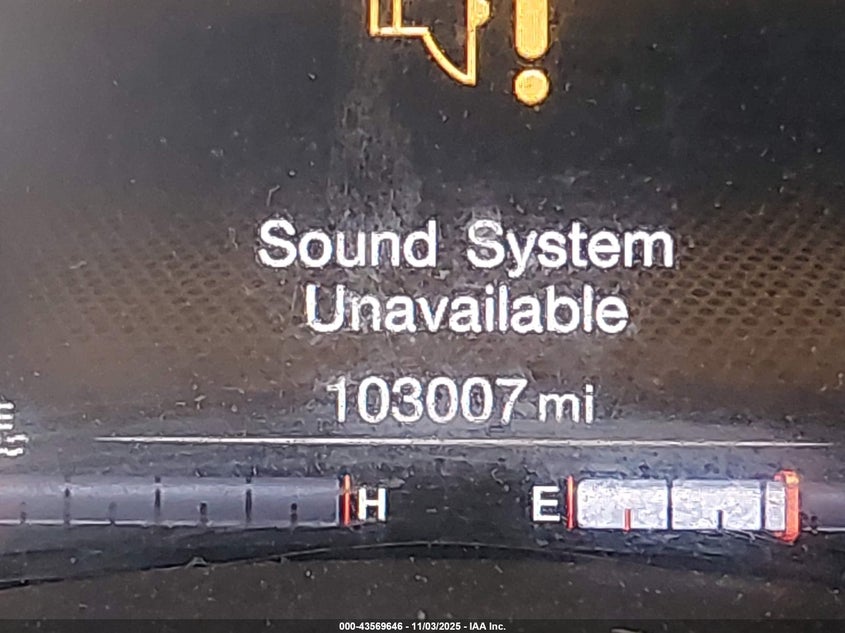 Sound System
Unavailable
103007 mi
E
H
E
000-43569646 - 11/03/2025 - IAA Inc.